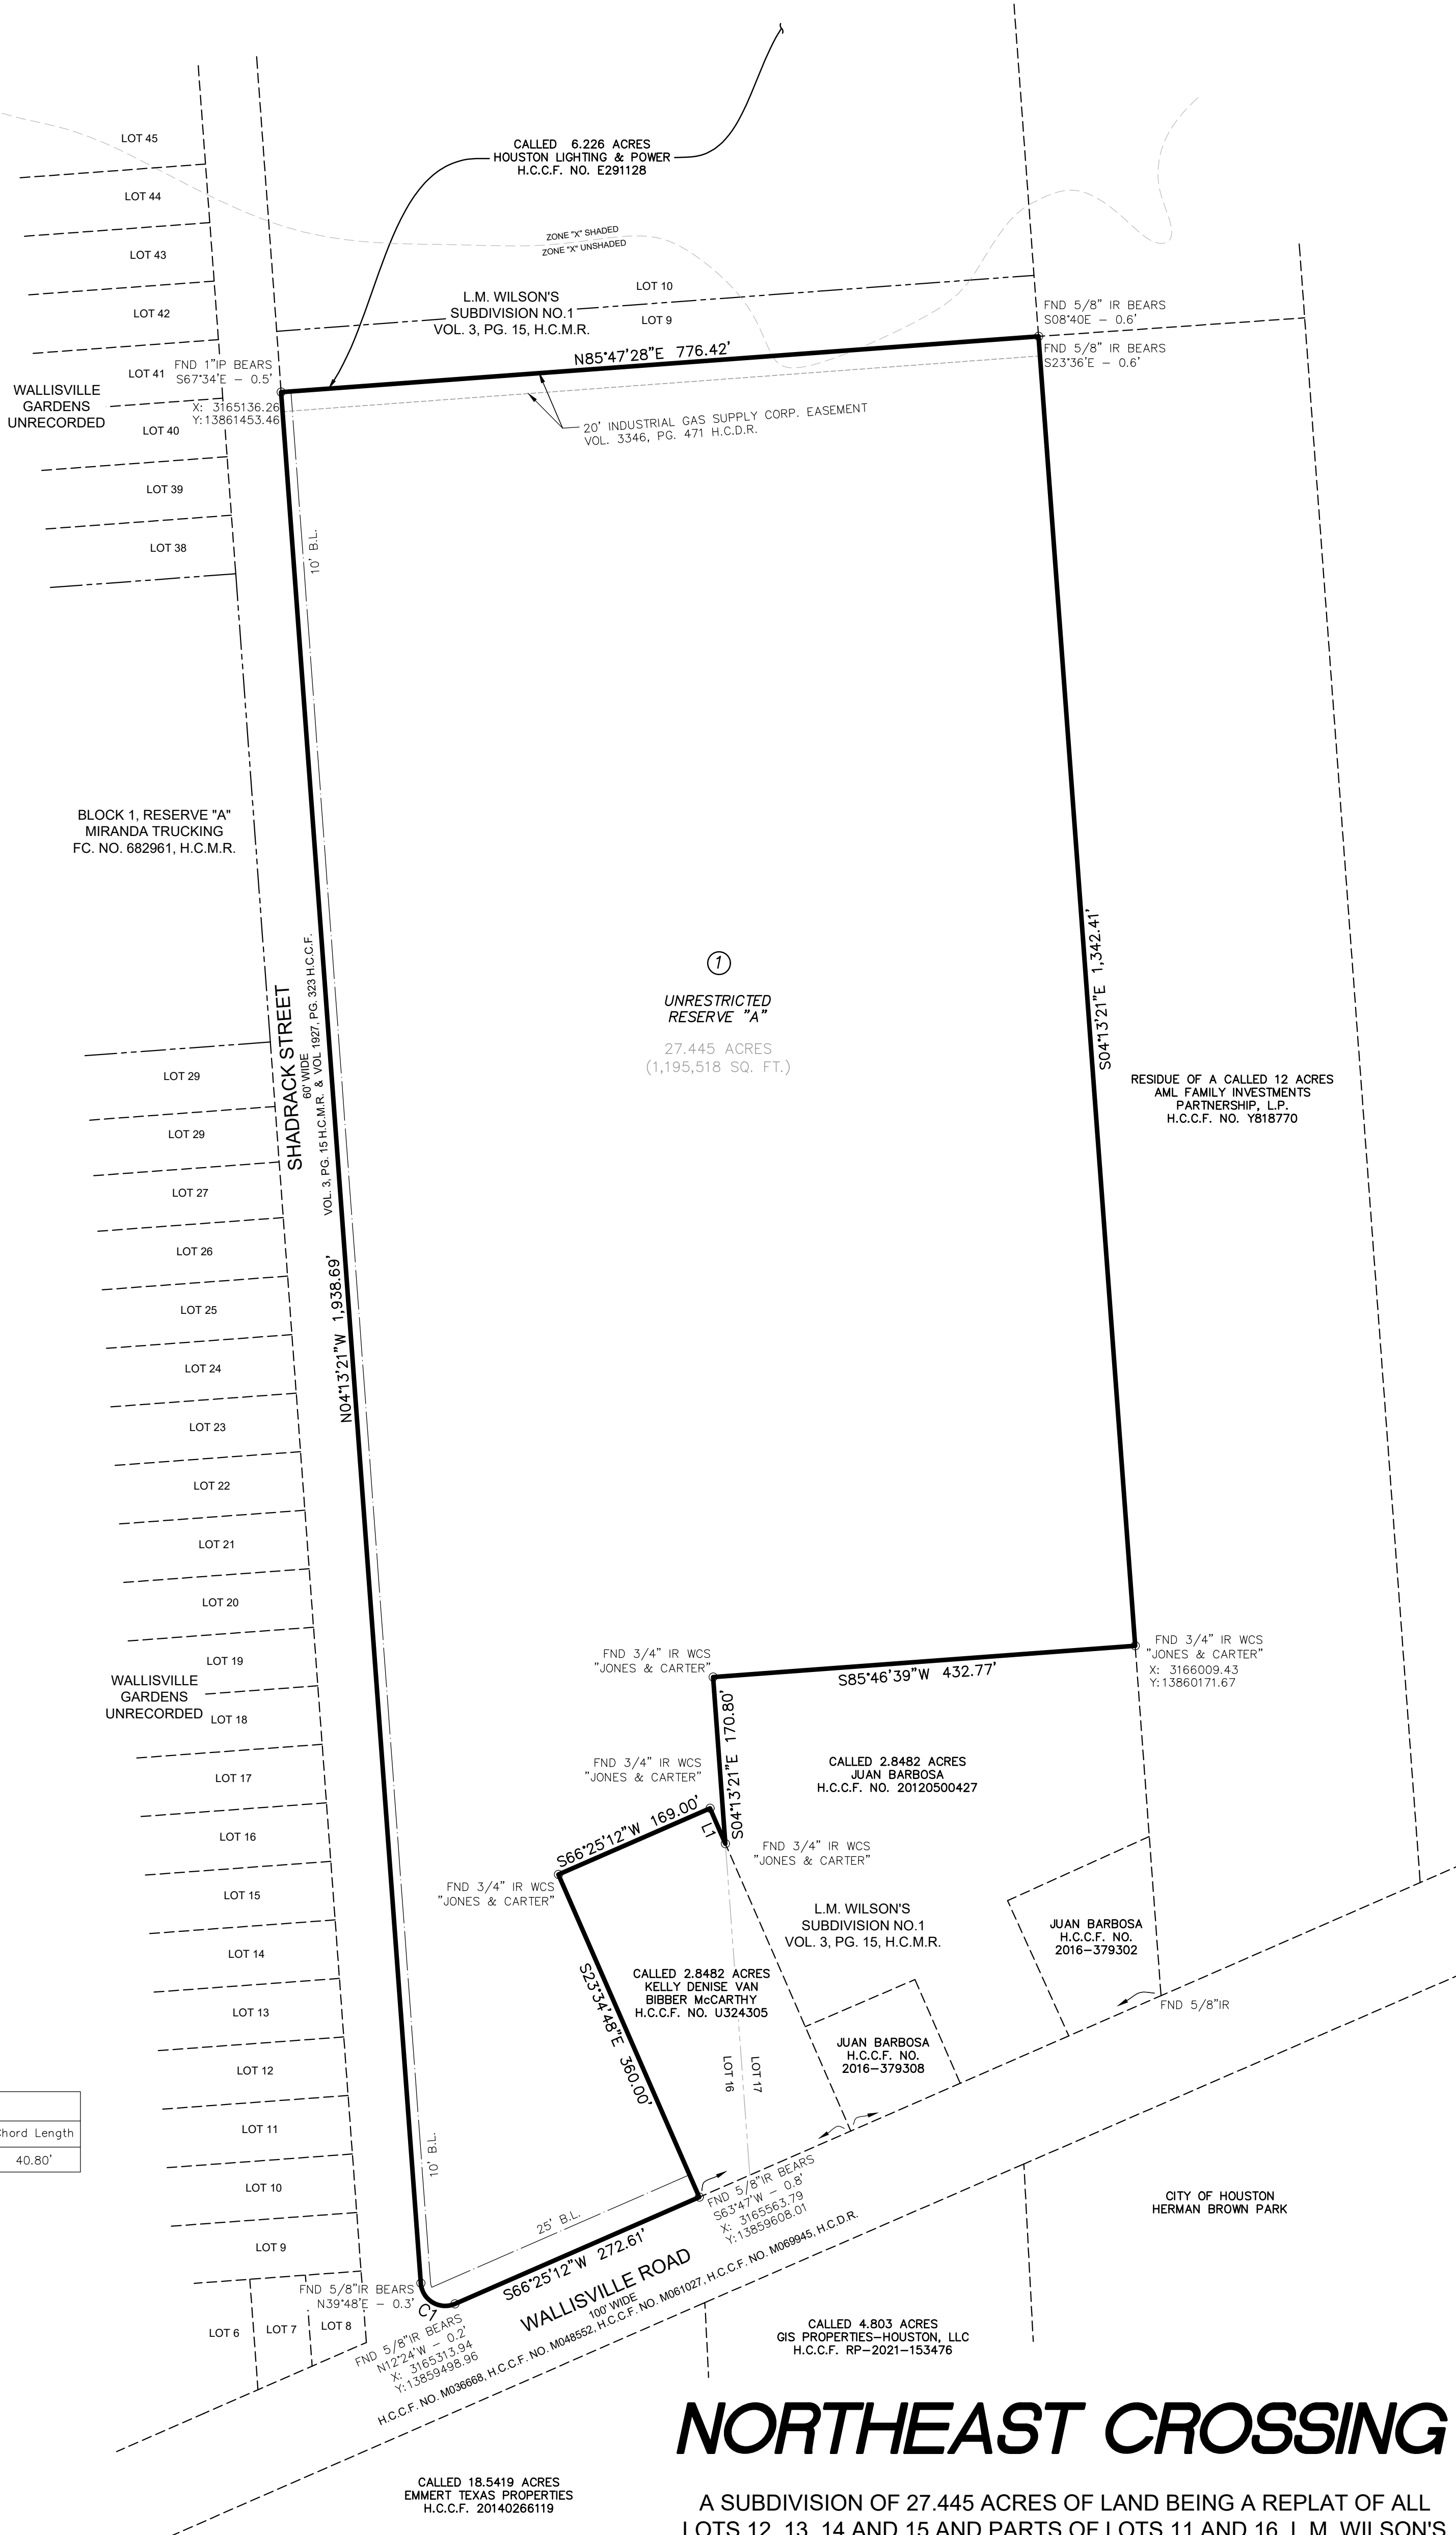 LOT 45
CALLED 6.226 ACRES
HOUSTON LIGHTING & POWER
H.C.C.F. NO. E291128
LOT 44
ZONE "X" SHADED
ZONE "X" UNSHADED
LOT 43
LOT 10
L.M. WILSON'S
SUBDIVISION NO.1
VOL. 3, PG. 15, H.C.M.R.
LOT 9
LOT 42
FND 5/8" IR BEARS
S08°40E - 0.6'
FND 5/8" IR BEARS
S23°36'E - 0.6'
N85°47'28"E 776.42'
FND 1"IP BEARS
S67°34'E - 0.5'
LOT 41
WALLISVILLE
GARDENS
UNRECORDED
X: 3165136.26
Y:13861453.46
20' INDUSTRIAL GAS SUPPLY CORP. EASEMENT
VOL. 3346, PG. 471 H.C.D.R.
LOT 40
LOT 39
LOT 38
10' B.L.
BLOCK 1, RESERVE "A"
MIRANDA TRUCKING
FC. NO. 682961, H.C.M.R.
1
UNRESTRICTED
RESERVE "A"
27.445 ACRES
(1,195,518 SQ. FT.)
S04°13'21"E 1,342.41'
SHADRACK STREET
60' WIDE
VOL. 3, PG. 15 H.C.M.R. & VOL 1927, PG. 323 H.C.C.F.
RESIDUE OF A CALLED 12 ACRES
AML FAMILY INVESTMENTS
PARTNERSHIP, L.P.
H.C.C.F. NO. Y818770
LOT 29
LOT 29
LOT 27
LOT 26
LOT 25
LOT 24
N04°13'21"W 1,938.69'
LOT 23
LOT 22
LOT 21
LOT 20
LOT 19
WALLISVILLE
GARDENS
UNRECORDED
LOT 18
FND 3/4" IR WCS
"JONES & CARTER"
S85°46'39"W 432.77'
FND 3/4" IR WCS
"JONES & CARTER"
X: 3166009.43
Y:13860171.67
S04°13'21"E 170.80'
LOT 17
FND 3/4" IR WCS
"JONES & CARTER"
CALLED 2.8482 ACRES
JUAN BARBOSA
H.C.C.F. NO. 20120500427
LOT 16
S66°25'12"W 169.00'
L1
FND 3/4" IR WCS
"JONES & CARTER"
FND 3/4" IR WCS
"JONES & CARTER"
LOT 15
L.M. WILSON'S
SUBDIVISION NO.1
VOL. 3, PG. 15, H.C.M.R.
JUAN BARBOSA
H.C.C.F. NO.
2016-379302
LOT 14
CALLED 2.8482 ACRES
KELLY DENISE VAN
BIBBER McCARTHY
H.C.C.F. NO. U324305
FND 5/8"IR
LOT 13
S23°34'48"E 360.00'
JUAN BARBOSA
H.C.C.F. NO.
2016-379308
LOT 16
LOT 17
LOT 12
LOT 11
hord Length
40.80'
10' B.L.
LOT 10
25' B.L.
FND 5/8"IR BEARS
S63°47'W - 0.8'
X: 3165563.79
Y:13859608.01
CITY OF HOUSTON
HERMAN BROWN PARK
LOT 9
S66°25'12"W 272.61'
FND 5/8"IR BEARS
N39°48'E - 0.3'
C1
LOT 6
LOT 7
LOT 8
FND 5/8"IR BEARS
N12°24'W - 0.2'
X: 3165313.94
Y:13859498.96
WALLISVILLE ROAD
100' WIDE
H.C.C.F. NO. M036668, H.C.C.F. NO. M048552, H.C.C.F. NO. M061027, H.C.C.F. NO. M069945, H.C.D.R.
CALLED 4.803 ACRES
GIS PROPERTIES-HOUSTON, LLC
H.C.C.F. RP-2021-153476
NORTHEAST CROSSING
CALLED 18.5419 ACRES
EMMERT TEXAS PROPERTIES
H.C.C.F. 20140266119
A SUBDIVISION OF 27.445 ACRES OF LAND BEING A REPLAT OF ALL
LOTS 12, 13, 14 AND 15 AND PARTS OF LOTS 11 AND 16, L.M. WILSON'S